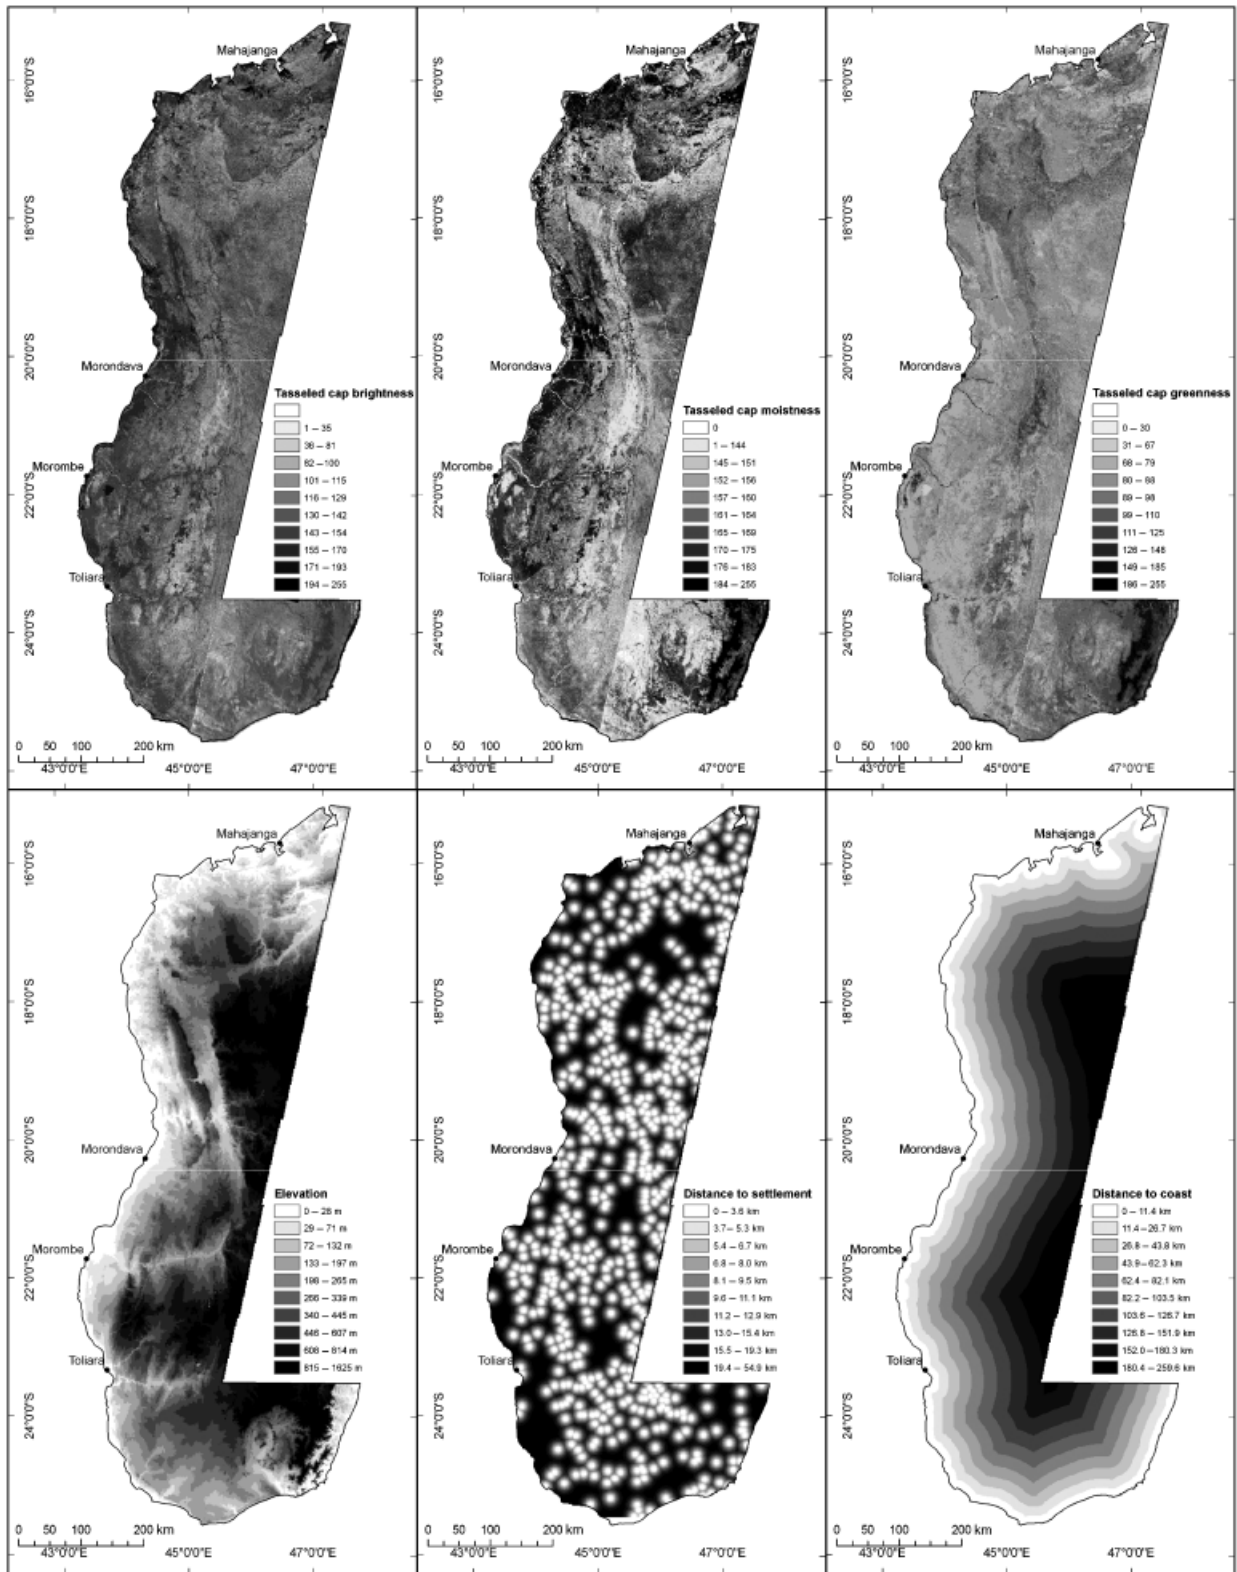 Mahajanga
16°0'0"S
18°0'0"S
20°0'0"S
Morondava
Tasseled cap brightness
1 – 35
36 – 81
82 – 100
101 – 115
116 – 129
130 – 142
143 – 154
155 – 170
171 – 193
194 – 255
Morombe
22°0'0"S
Toliara
24°0'0"S
0 50 100 200 km
43°0'0"E 45°0'0"E 47°0'0"E
Mahajanga
16°0'0"S
18°0'0"S
20°0'0"S
Morondava
Tasseled cap moistness
0
1 – 144
145 – 151
152 – 156
157 – 160
161 – 164
165 – 169
170 – 175
176 – 183
184 – 255
Morombe
22°0'0"S
Toliara
24°0'0"S
0 50 100 200 km
43°0'0"E 45°0'0"E 47°0'0"E
Mahajanga
16°0'0"S
18°0'0"S
20°0'0"S
Morondava
Tasseled cap greenness
0 – 30
31 – 67
68 – 79
80 – 88
89 – 98
99 – 110
111 – 125
126 – 148
149 – 185
186 – 255
Morombe
22°0'0"S
Toliara
24°0'0"S
0 50 100 200 km
43°0'0"E 45°0'0"E 47°0'0"E
Mahajanga
16°0'0"S
18°0'0"S
20°0'0"S
Morondava
Elevation
0 – 28 m
29 – 71 m
72 – 132 m
133 – 197 m
198 – 265 m
266 – 339 m
340 – 445 m
446 – 607 m
608 – 814 m
815 – 1625 m
Morombe
22°0'0"S
Toliara
24°0'0"S
0 50 100 200 km
43°0'0"E 45°0'0"E 47°0'0"E
Mahajanga
16°0'0"S
18°0'0"S
20°0'0"S
Morondava
Distance to settlement
0 – 3.6 km
3.7 – 5.3 km
5.4 – 6.7 km
6.8 – 8.0 km
8.1 – 9.5 km
9.6 – 11.1 km
11.2 – 12.9 km
13.0 – 15.4 km
15.5 – 19.3 km
19.4 – 54.9 km
Morombe
22°0'0"S
Toliara
24°0'0"S
0 50 100 200 km
43°0'0"E 45°0'0"E 47°0'0"E
Mahajanga
16°0'0"S
18°0'0"S
20°0'0"S
Morondava
Distance to coast
0 – 11.4 km
11.4 – 26.7 km
26.8 – 43.8 km
43.9 – 62.3 km
62.4 – 82.1 km
82.2 – 103.5 km
103.6 – 126.7 km
126.8 – 151.9 km
152.0 – 180.3 km
180.4 – 259.6 km
Morombe
22°0'0"S
Toliara
24°0'0"S
0 50 100 200 km
43°0'0"E 45°0'0"E 47°0'0"E